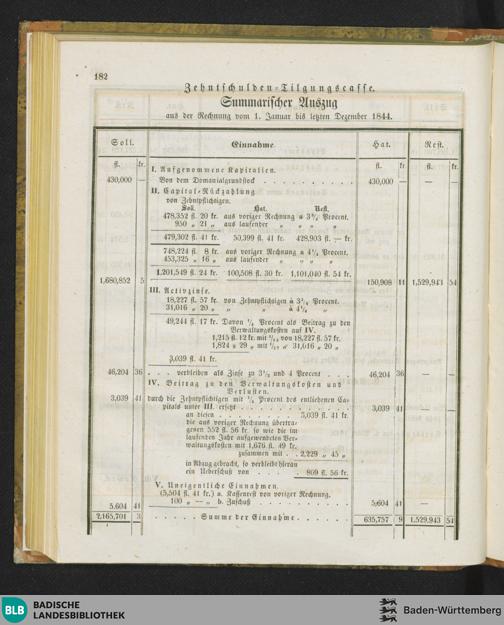 182
Zehntschulden-Tilgungscasse.
Summarischer Auszug
aus der Rechnung vom 1. Januar bis letzten Dezember 1844.
Soll. Einnahme. Hat. Rest.
fl. kr. fl. kr fl. kr.
I. Aufgenommene Kapitalien.
430,000 — Von dem Domanialgrundstock . . . . . . . . . . 430,000 — — —
II. Capital-Rückzahlung
von Zehntpflichtigen.
Soll. Hat. Rest.
478,352 fl. 20 kr. aus voriger Rechnung a 3½ Procent.
950 „ 21 „ aus laufender „ „ „ „
479,302 fl. 41 kr. 50,399 fl. 41 kr. 428,903 fl. — kr.
748,224 fl. 8 kr. aus voriger Rechnung a 4½ Procent.
453,325 „ 16 „ aus laufender „ „ „ „
1,201,549 fl. 24 kr. 100,508 fl. 30 kr. 1,101,040 fl. 54 kr.
1,680,852 5 150,908 11 1,529,943 54
III. Activzinse.
18,227 fl. 57 kr. von Zehntpflichtigen à 3½ Procent.
31,016 „ 20 „ „ „ à 4½ „
49,244 fl. 17 kr. Davon ¼ Procent als Beitrag zu den
Verwaltungskosten auf IV.
1,215 fl. 12 kr. mit von 18,227 fl. 57 kr.
1,824 „ 29 „ mit „ 31,016 „ 20 „
3,039 fl. 41 kr.
46,204 36 . . . verbleiben als Zinse zu und 4 Procent . . . 46,204 36 — —
IV. Beitrag zu den Verwaltungskosten und
Verlusten.
3,039 41 durch die Zehntpflichtigen mit ¼ Procent des entliehenen Ca-
pitals unter III. ersetzt . . . . . . . . . . . . 3,039 41 — —
an diesen . . . . . . . . 3,039 fl. 41 kr.
die aus voriger Rechnung übertra-
genen 552 fl. 56 kr. so wie die im
laufenden Jahr aufgewendeten Ver-
waltungskosten mit 1,676 fl. 49 kr.
zusammen mit . . 2,229 „ 45 „
in Abzug gebracht, so verbleibt hieran
ein Ueberschuß von . . . . . 809 fl. 56 kr.
V. Uneigentliche Einnahmen.
(5,504 fl. 41 kr.) a. Kassenrest von voriger Rechnung.
100 „ — „ b. Zuschuß . . . . . . . . . .
5,604 41 5,604 41 —
2,165,701 3 . . . . . Summe der Einnahme . . . . . . 635,757 9 1,529,943 54
BLB BADISCHE
LANDESBIBLIOTHEK
Baden-Württemberg